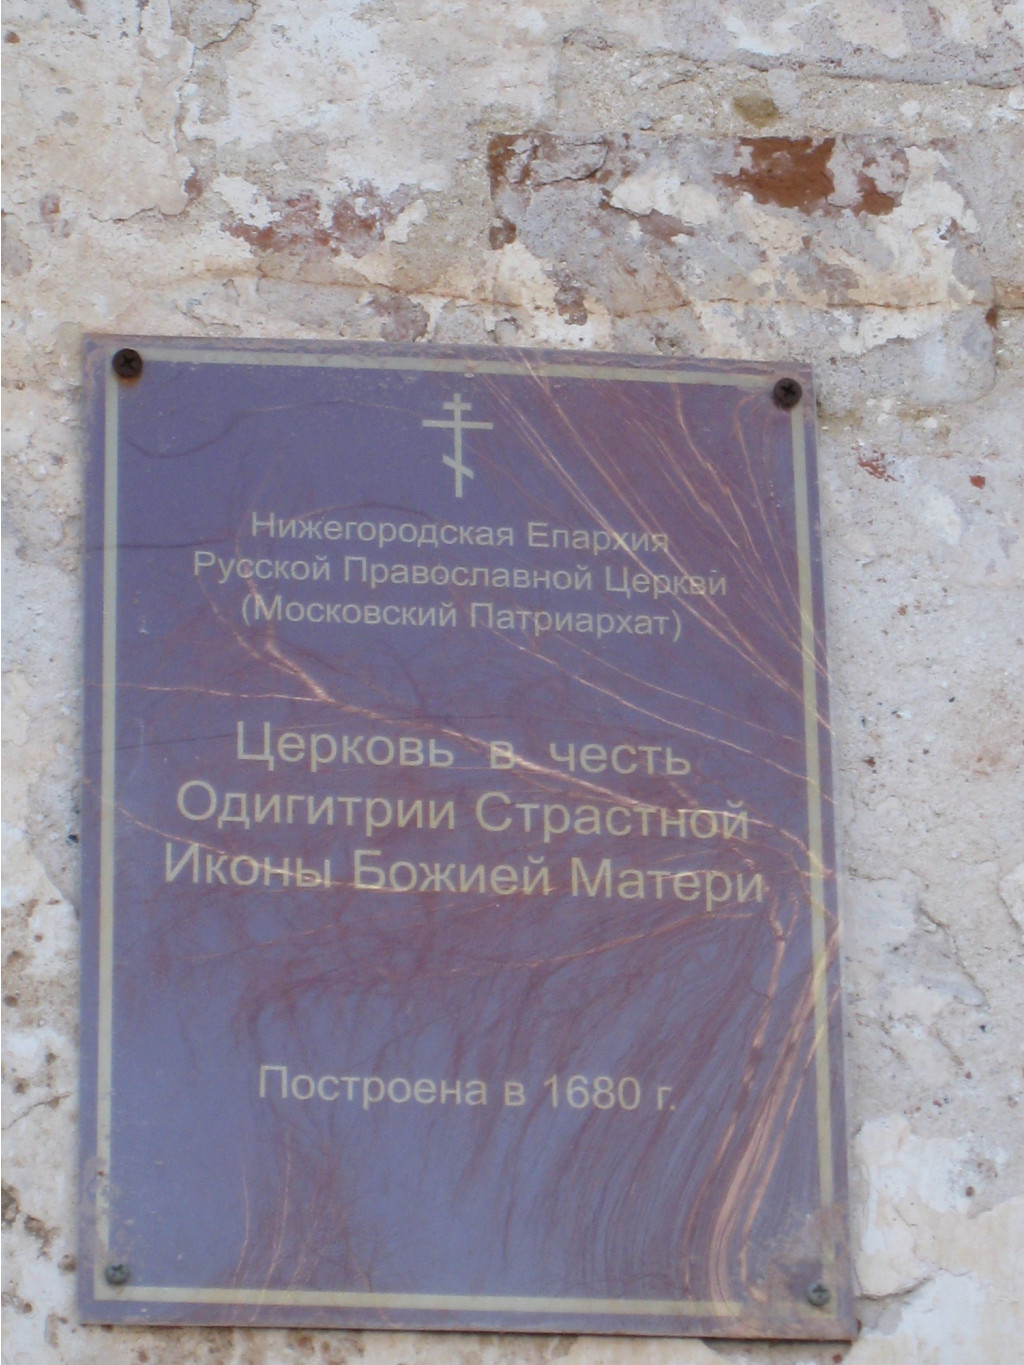 Нижегородская Епархия
Русской Православной Церкви
(Московский Патриархат)
Церковь в честь
Одигитрии Страстной
Иконы Божией Матери
Построена в 1680 г.